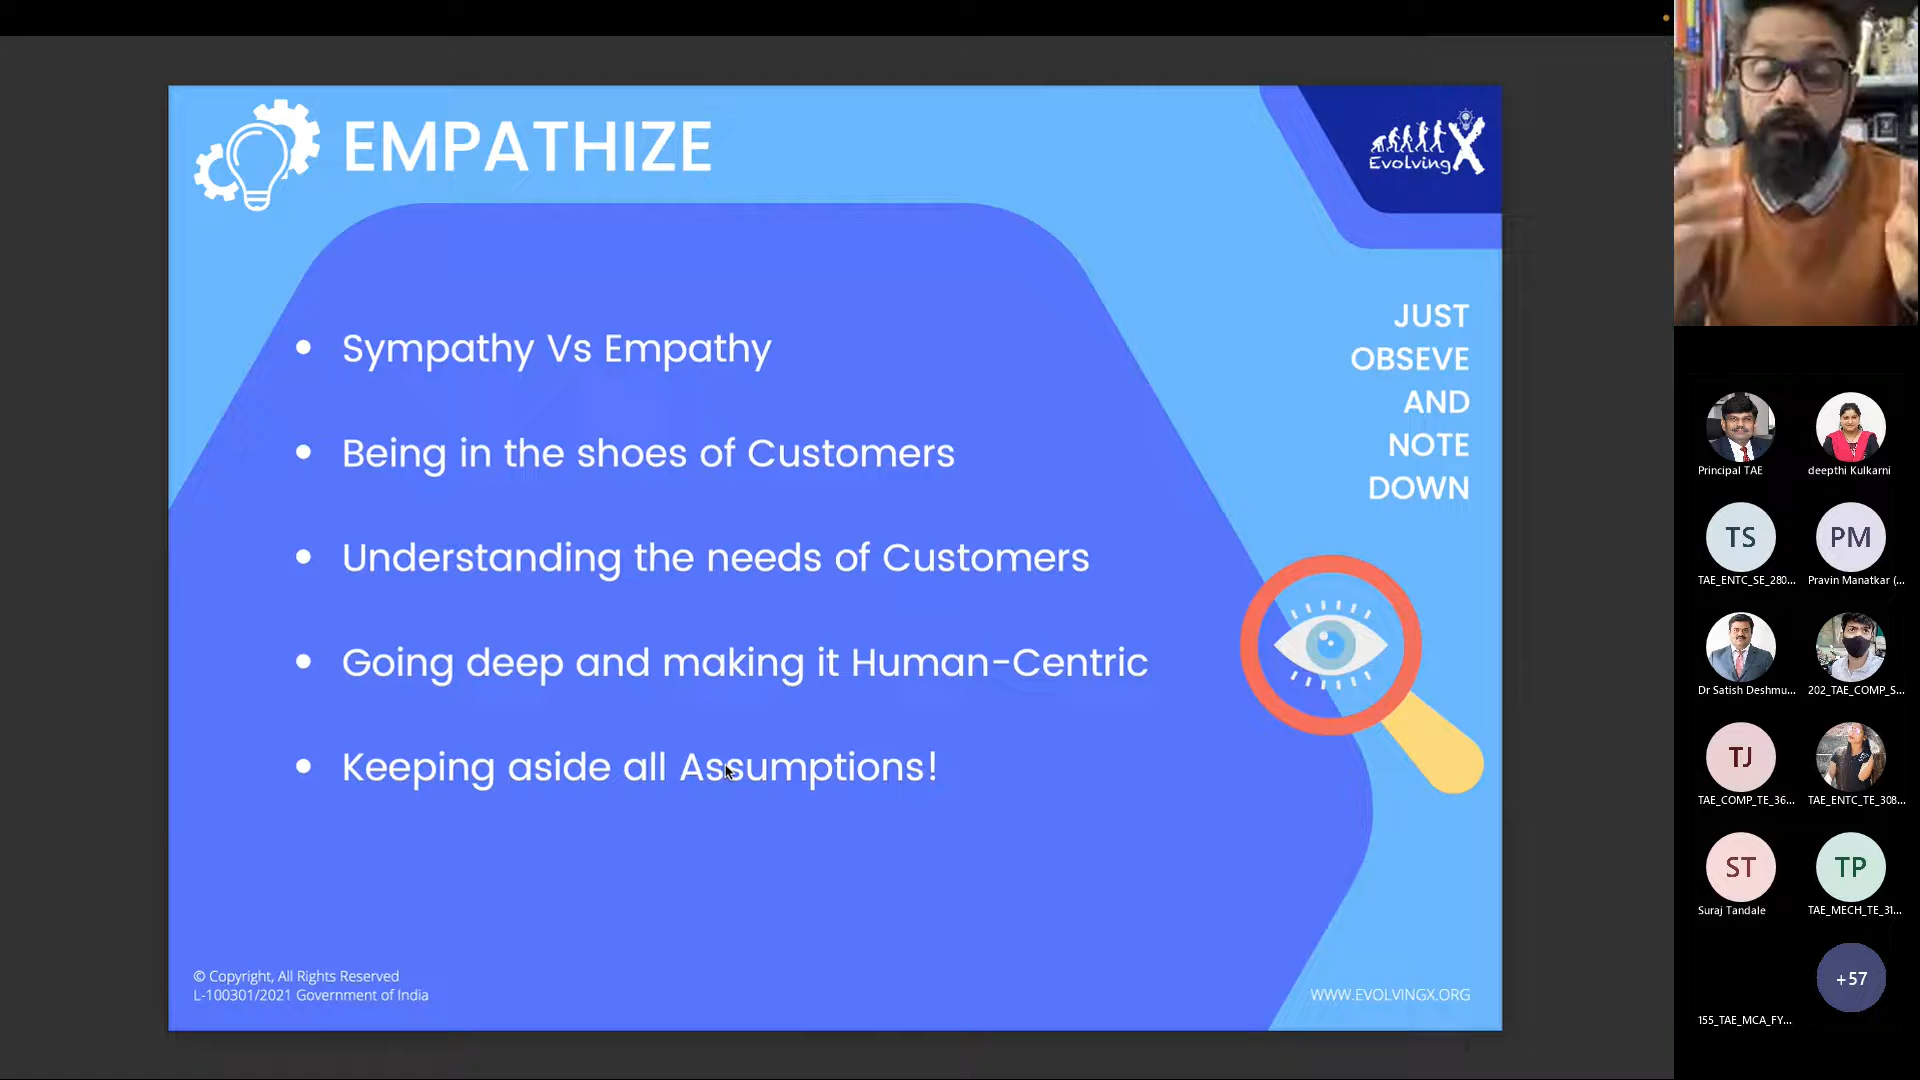 EMPATHIZE
Evolving X
• Sympathy Vs Empathy
• Being in the shoes of Customers
• Understanding the needs of Customers
• Going deep and making it Human-Centric
• Keeping aside all Assumptions!
JUST
OBSEVE
AND
NOTE
DOWN
© Copyright, All Rights Reserved
L-100301/2021 Government of India
WWW.EVOLVINGX.ORG
Principal TAE
deepthi Kulkarni
TS
PM
TAE_ENTC_SE_280...
Pravin Manatkar (...
Dr Satish Deshmu...
202_TAE_COMP_S...
TJ
TAE_COMP_TE_36...
TAE_ENTC_TE_308...
ST
TP
Suraj Tandale
TAE_MECH_TE_31...
+57
155_TAE_MCA_FY...